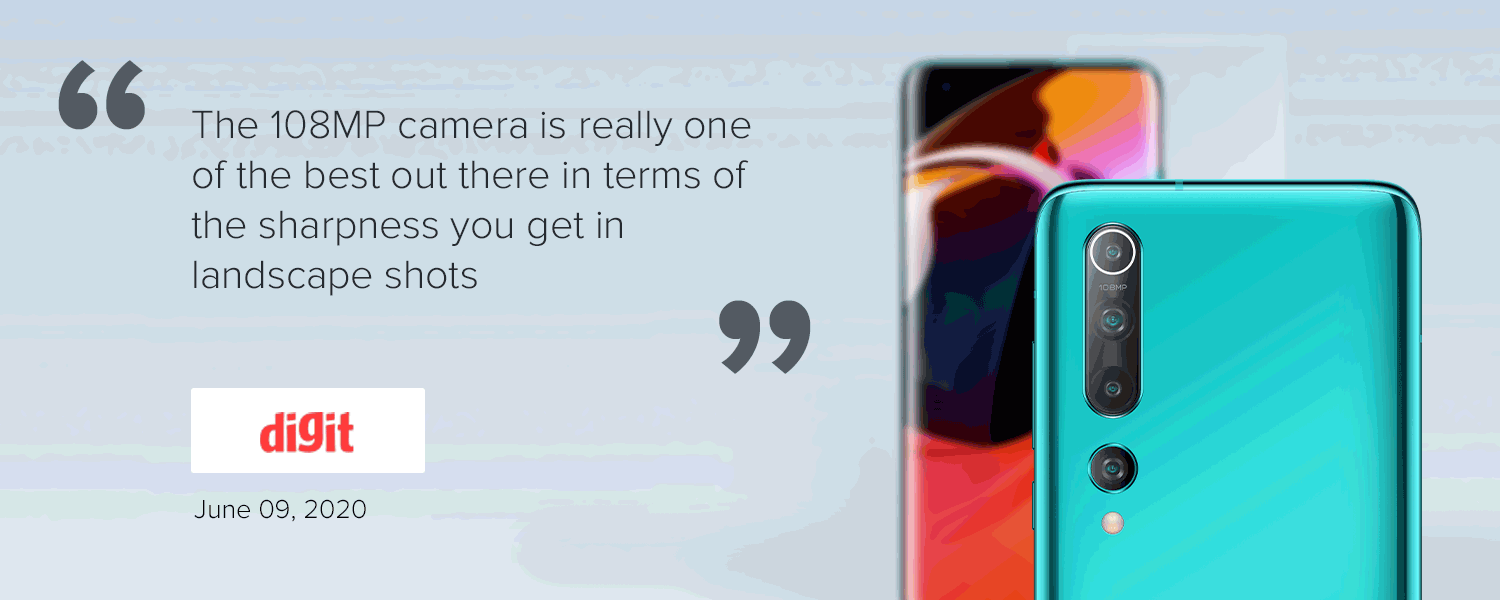 “
The 108MP camera is really one
of the best out there in terms of
the sharpness you get in
landscape shots
”
digit
June 09, 2020
108MP